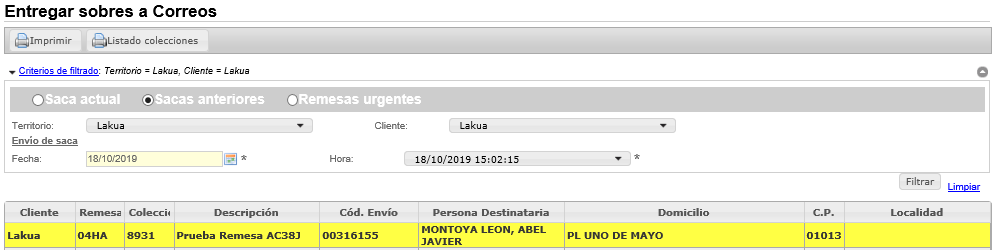 Entregar sobres a Correos
Imprimir Listado colecciones
Criterios de filtrado: Territorio = Lakua, Cliente = Lakua
Saca actual Sacas anteriores Remesas urgentes
Territorio: Lakua Cliente: Lakua
Envío de saca
Fecha: 18/10/2019 * Hora: 18/10/2019 15:02:15 *
Filtrar Limpiar
Cliente Remesa Colecció Descripción Cód. Envío Persona Destinataria Domicilio C.P. Localidad
Lakua 04HA 8931 Prueba Remesa AC38J 00316155 MONTOYA LEON, ABEL JAVIER PL UNO DE MAYO 01013